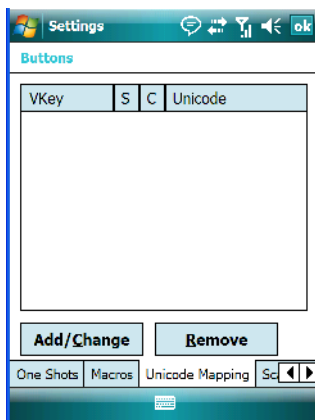 Settings ok
Buttons
VKey S C Unicode
Add/Change Remove
One Shots Macros Unicode Mapping Sc